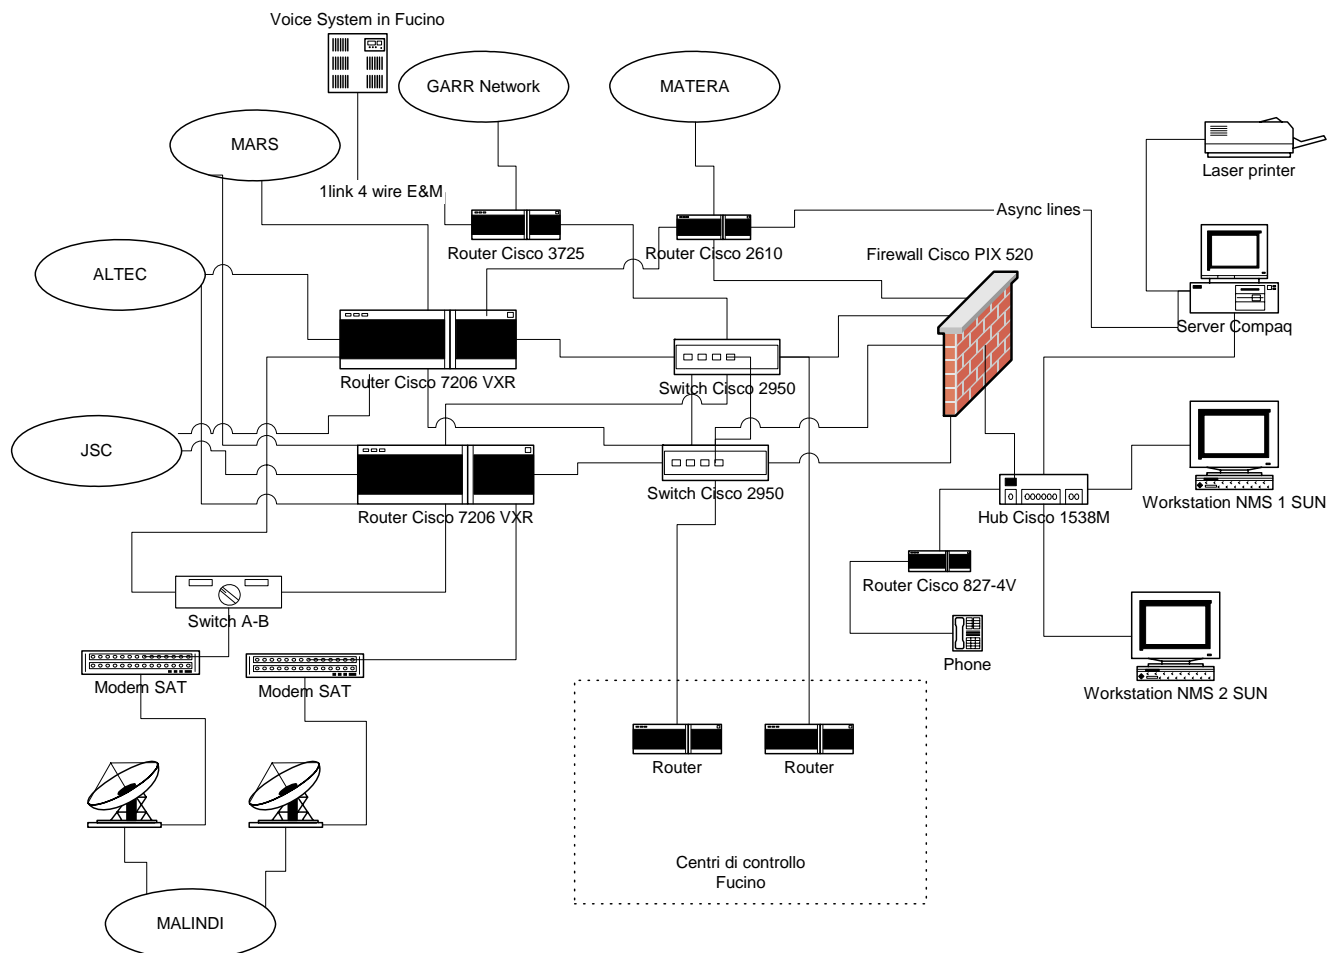 Voice System in Fucino
GARR Network
MATERA
MARS
1link 4 wire E&M
Laser printer
Async lines
Router Cisco 3725
Router Cisco 2610
Firewall Cisco PIX 520
ALTEC
Server Compaq
Router Cisco 7206 VXR
Switch Cisco 2950
JSC
Switch Cisco 2950
Workstation NMS 1 SUN
Router Cisco 7206 VXR
Hub Cisco 1538M
Router Cisco 827-4V
Switch A-B
Phone
Modem SAT
Modem SAT
Workstation NMS 2 SUN
Router
Router
Centri di controllo
Fucino
MALINDI